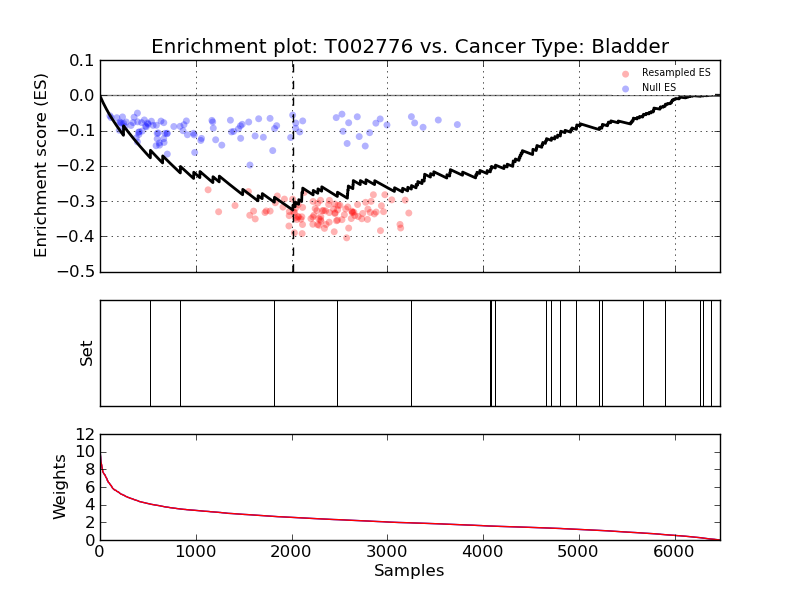 Enrichment plot: T002776 vs. Cancer Type: Bladder
Enrichment score (ES)
0.1
0.0
−0.1
−0.2
−0.3
−0.4
−0.5
Resampled ES
Null ES
Set
Weights
12
10
8
6
4
2
0
0 1000 2000 3000 4000 5000 6000
Samples